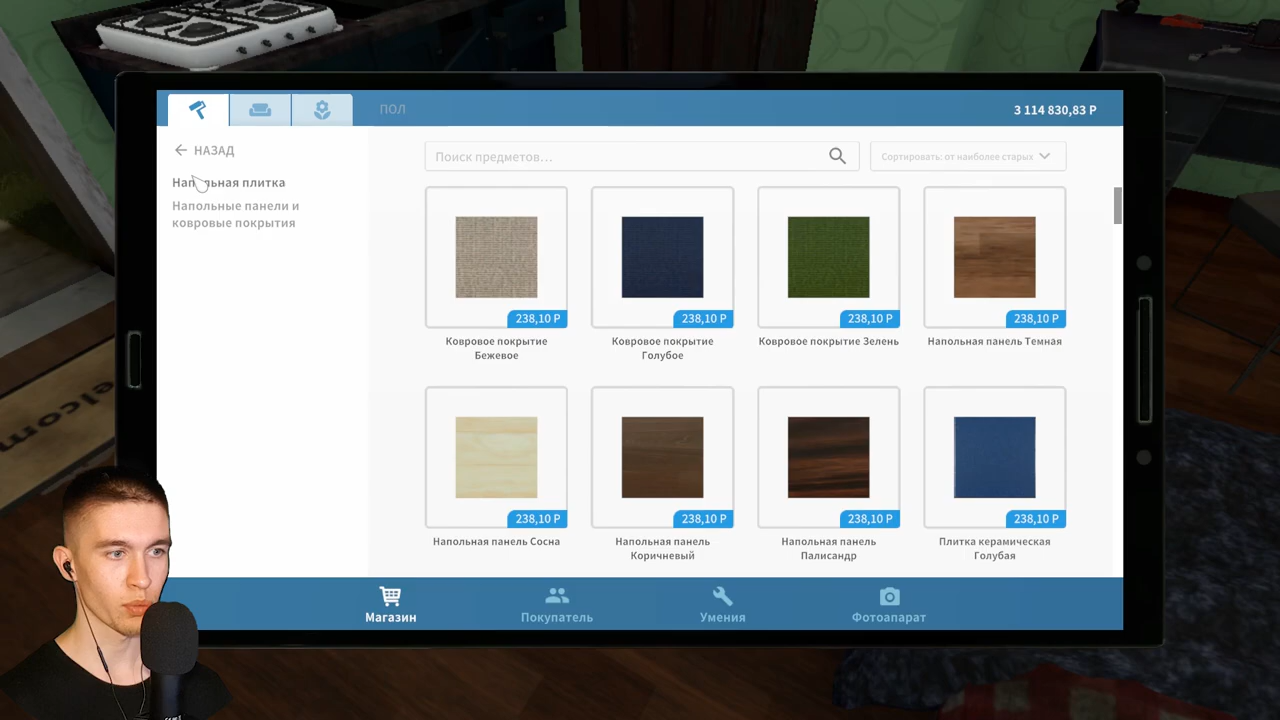 ПОЛ
3 114 830,83 Р
НАЗАД
Поиск предметов...
Сортировать: от наиболее старых
Напольная плитка
Напольные панели и
ковровые покрытия
238,10 Р
238,10 Р
238,10 Р
238,10 Р
Ковровое покрытие
Бежевое
Ковровое покрытие
Голубое
Ковровое покрытие Зелень
Напольная панель Темная
238,10 Р
238,10 Р
238,10 Р
238,10 Р
Напольная панель Сосна
Напольная панель
Коричневый
Напольная панель
Палисандр
Плитка керамическая
Голубая
elcom
Магазин
Покупатель
Умения
Фотоаппарат